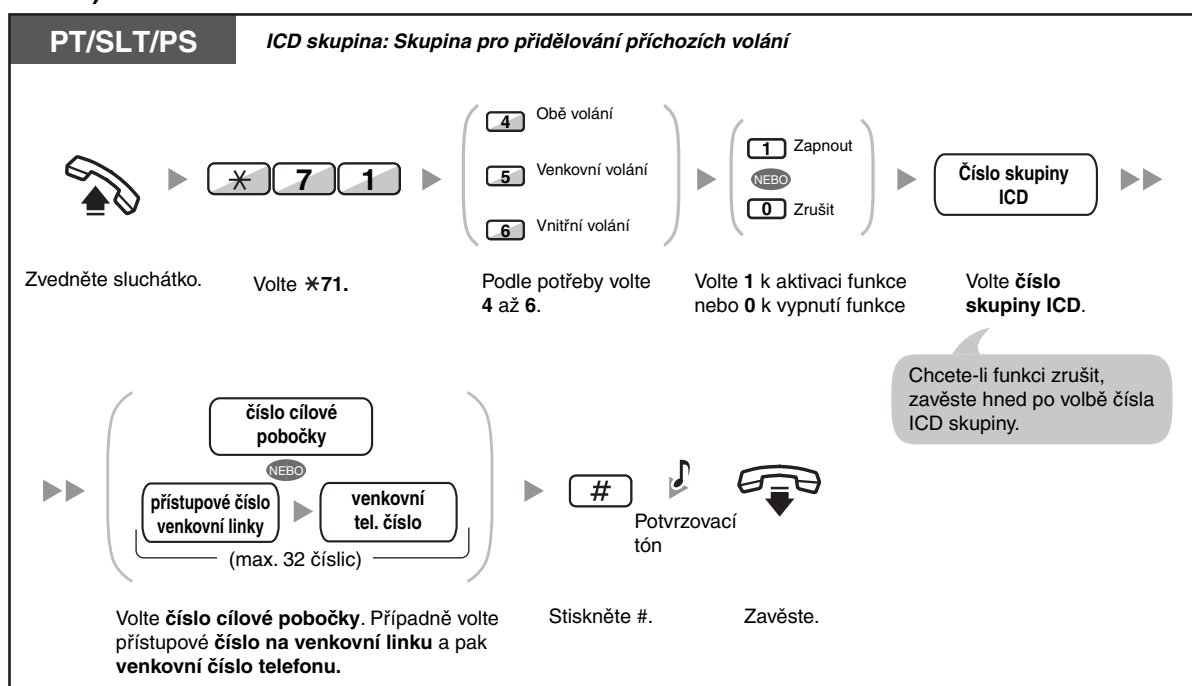 PT/SLT/PS
ICD skupina: Skupina pro přidělování příchozích volání
4 Obě volání
5 Venkovní volání
6 Vnitřní volání
1 Zapnout
NEBO
0 Zrušit
✳ 7 1
Číslo skupiny
ICD
Zvedněte sluchátko.
Volte ✳71.
Podle potřeby volte
4 až 6.
Volte 1 k aktivaci funkce
nebo 0 k vypnutí funkce
Volte číslo
skupiny ICD.
Chcete-li funkci zrušit,
zavěste hned po volbě čísla
ICD skupiny.
číslo cílové
pobočky
NEBO
přístupové číslo
venkovní linky
venkovní
tel. číslo
(max. 32 číslic)
#
Potvrzovací
tón
Volte číslo cílové pobočky. Případně volte
přístupové číslo na venkovní linku a pak
venkovní číslo telefonu.
Stiskněte #.
Zavěste.